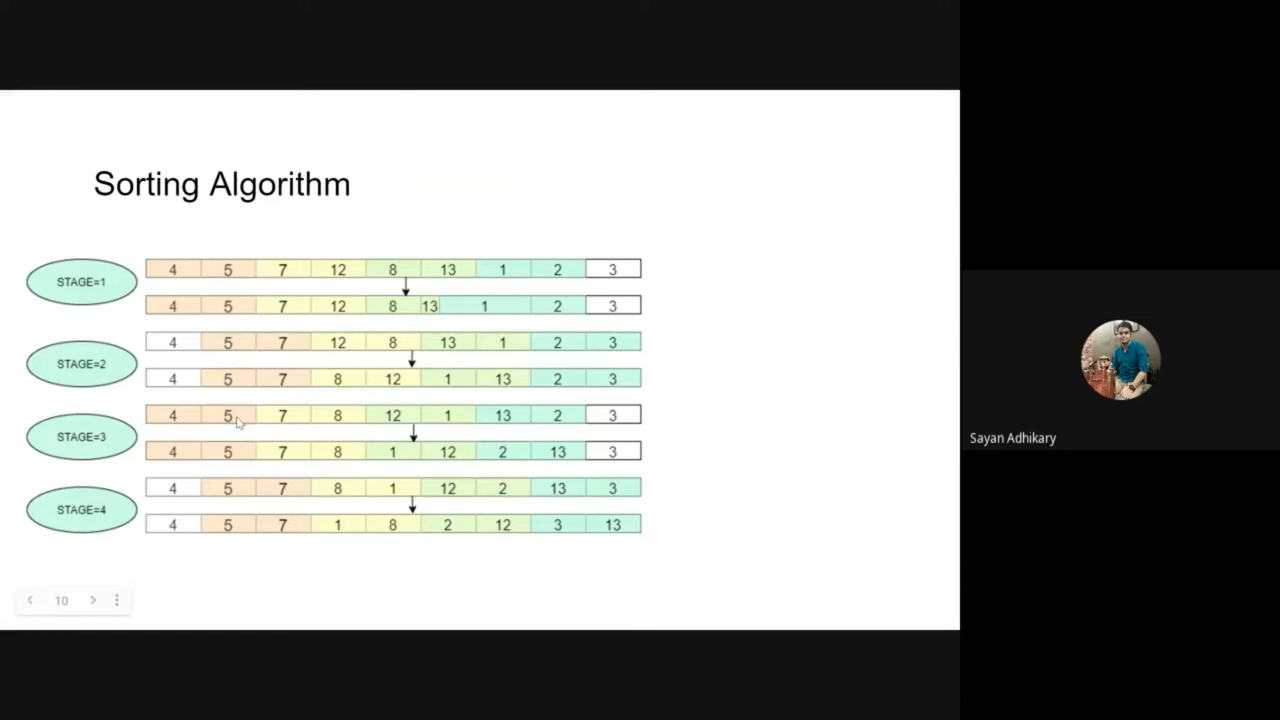 Sorting Algorithm
STAGE=1
4 5 7 12 8 13 1 2 3
4 5 7 12 8 13 1 2 3
STAGE=2
4 5 7 12 8 13 1 2 3
4 5 7 8 12 1 13 2 3
STAGE=3
4 5 7 8 12 1 13 2 3
4 5 7 8 1 12 2 13 3
STAGE=4
4 5 7 8 1 12 2 13 3
4 5 7 1 8 2 12 3 13
10
Sayan Adhikary